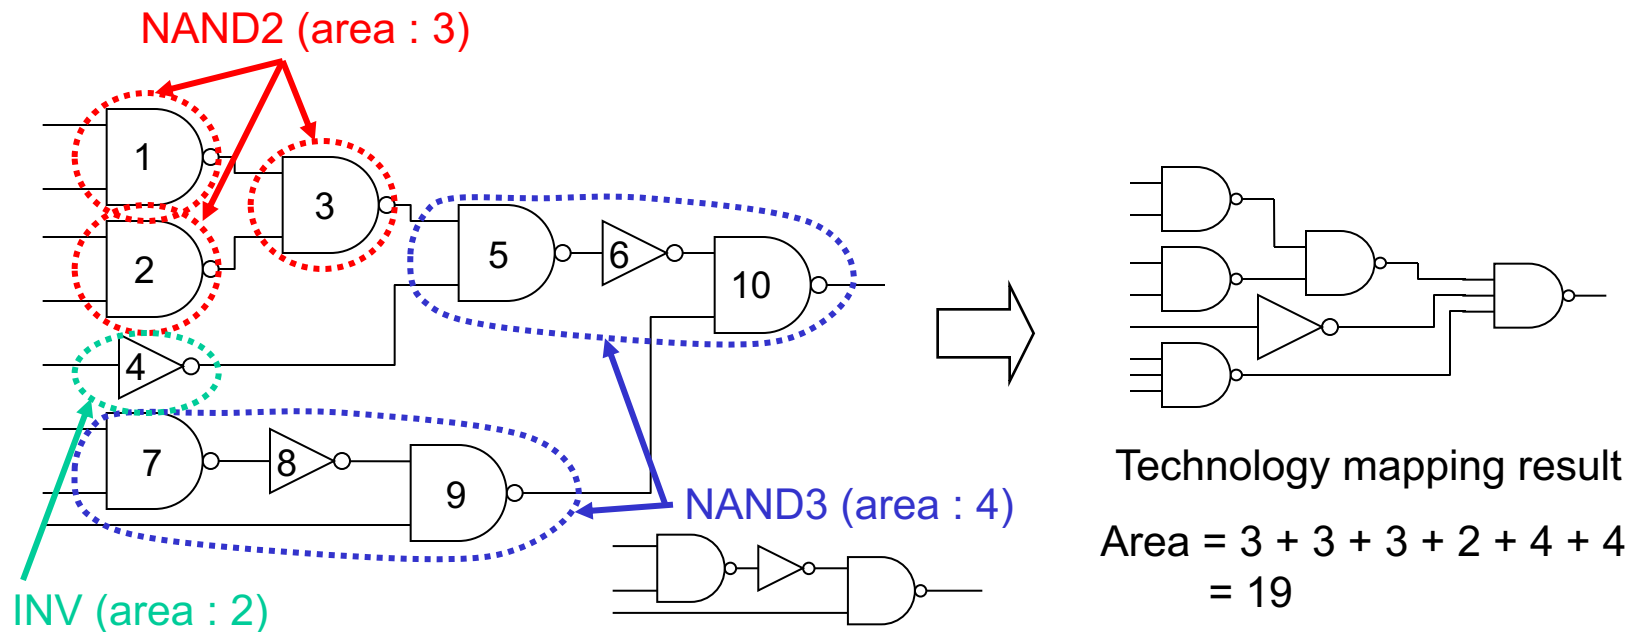 NAND2 (area : 3)
1
2
3
4
5
6
10
7
8
9
NAND3 (area : 4)
INV (area : 2)
Technology mapping result
Area = 3 + 3 + 3 + 2 + 4 + 4
= 19